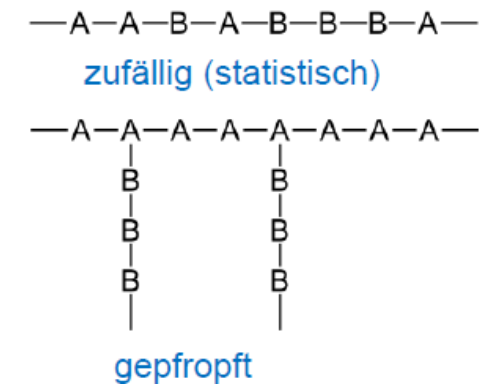 —A—A—B—A—B—B—B—A—
zufällig (statistisch)
—A—A—A—A—A—A—A—A—
B B
B B
B B
gepfropft